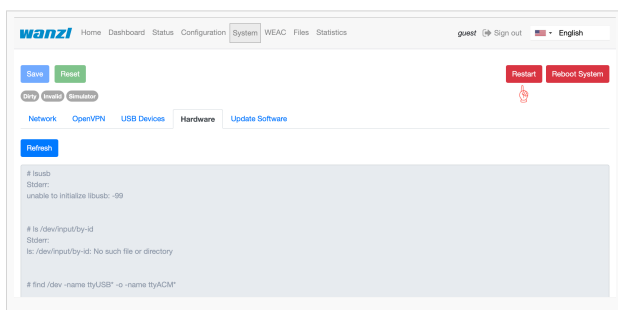 wanzl Home Dashboard Status Configuration System WEAC Files Statistics guest Sign out English
Save Reset Restart Reboot System
Dirty Invalid Simulator
Network OpenVPN USB Devices Hardware Update Software
Refresh
# lsusb
Stderr:
unable to initialize libusb: -99
# ls /dev/input/by-id
Stderr:
ls: /dev/input/by-id: No such file or directory
# find /dev -name ttyUSB* -o -name ttyACM*